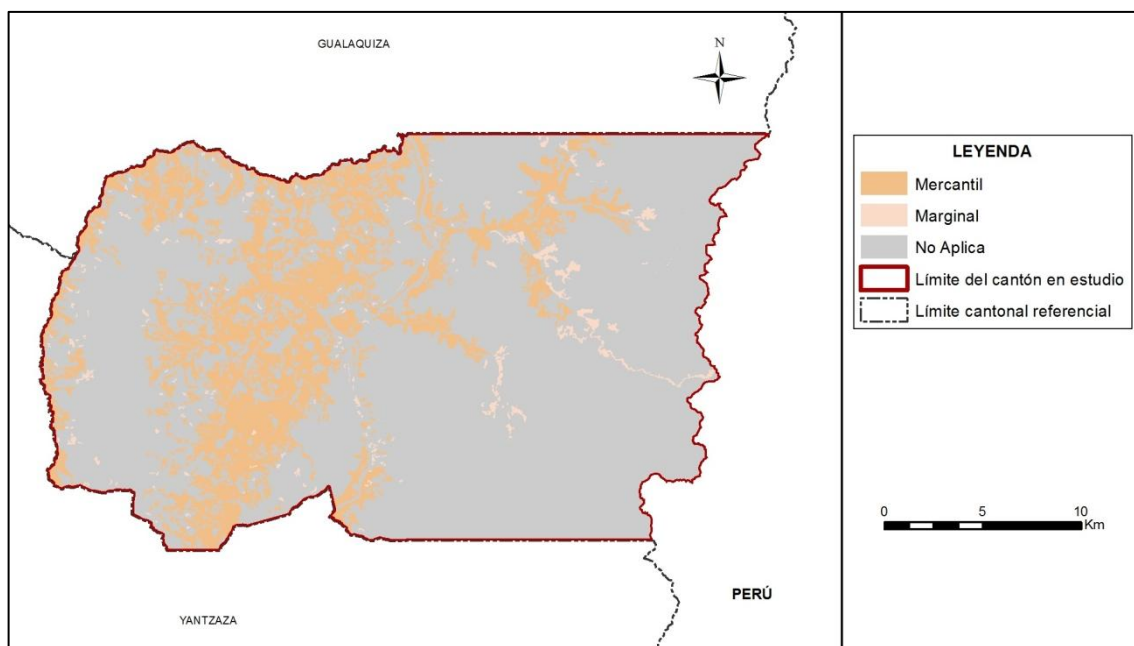 GUALAQUIZA
N
YANTZAZA
PERÚ
LEYENDA
Mercantil
Marginal
No Aplica
Límite del cantón en estudio
Límite cantonal referencial
0 5 10
Km